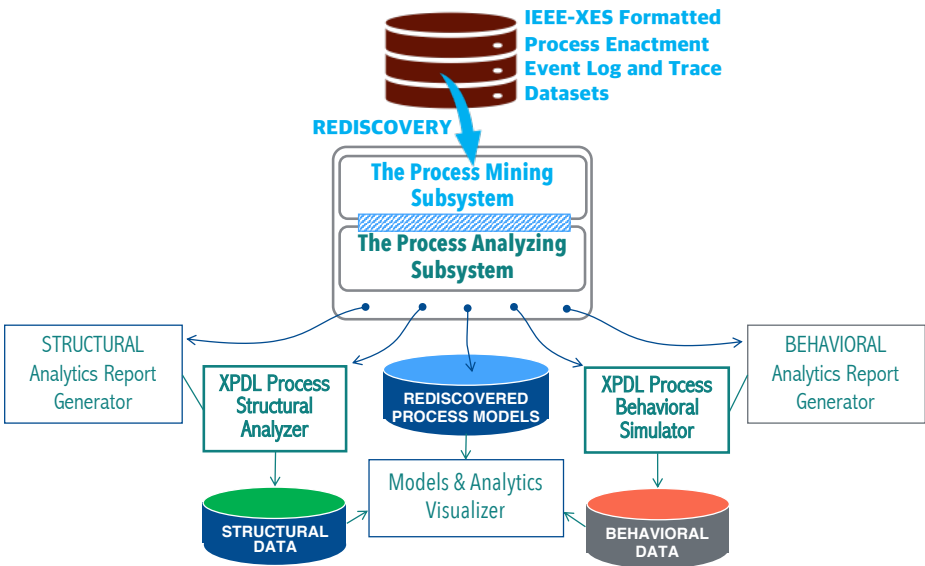 IEEE-XES Formatted
Process Enactment
Event Log and Trace
Datasets
REDISCOVERY
The Process Mining
Subsystem
The Process Analyzing
Subsystem
STRUCTURAL
Analytics Report
Generator
XPDL Process
Structural
Analyzer
REDISCOVERED
PROCESS MODELS
XPDL Process
Behavioral
Simulator
BEHAVIORAL
Analytics Report
Generator
Models & Analytics
Visualizer
STRUCTURAL
DATA
BEHAVIORAL
DATA